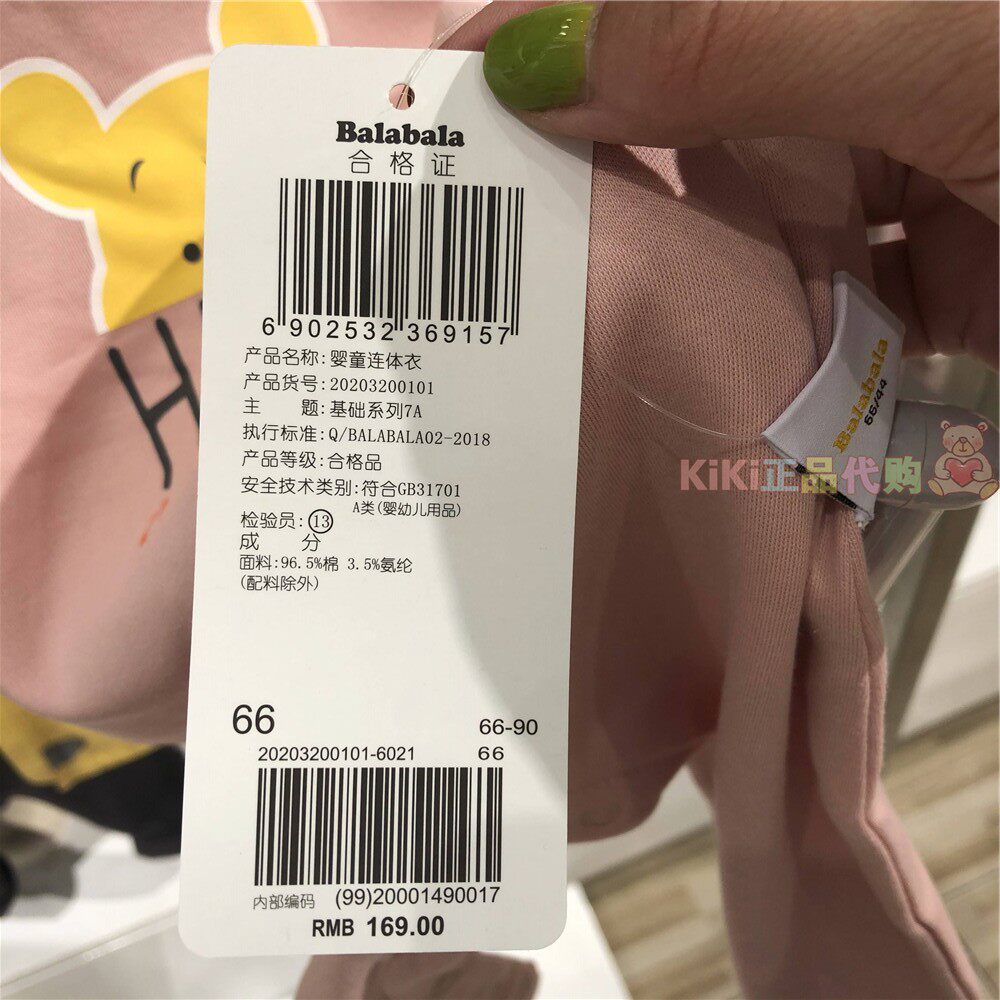 Balabala
合格证
6 902532 369157
产品名称:婴童连体衣
产品货号:20203200101
主 题:基础系列7A
执行标准:Q/BALABALA02-2018
产品等级:合格品
安全技术类别:符合GB31701
A类(婴幼儿用品)
检验员:⑬
成 分
面料:96.5%棉 3.5%氨纶
(配料除外)
66 66-90
20203200101-6021 66
内部编码 (99)20001490017
RMB 169.00
H
Balabala
66/44
KiKi正品代购